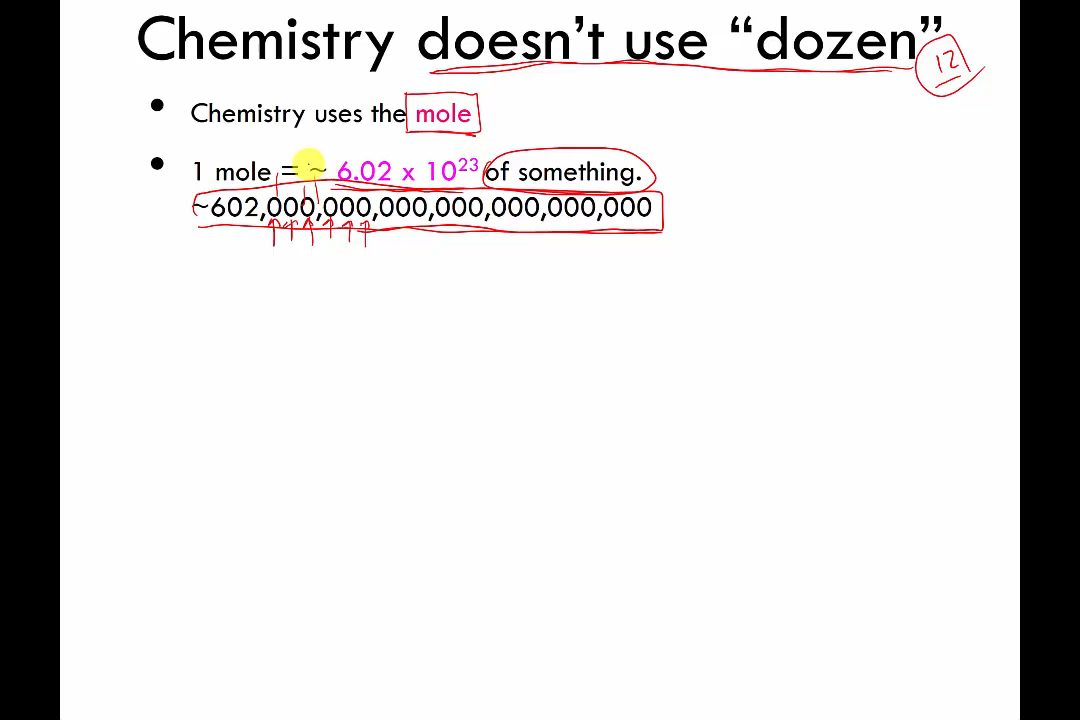 Chemistry doesn't use “dozen”
12
• Chemistry uses the mole
• 1 mole = ~ 6.02 x 10²³ of something.
~602,000,000,000,000,000,000,000